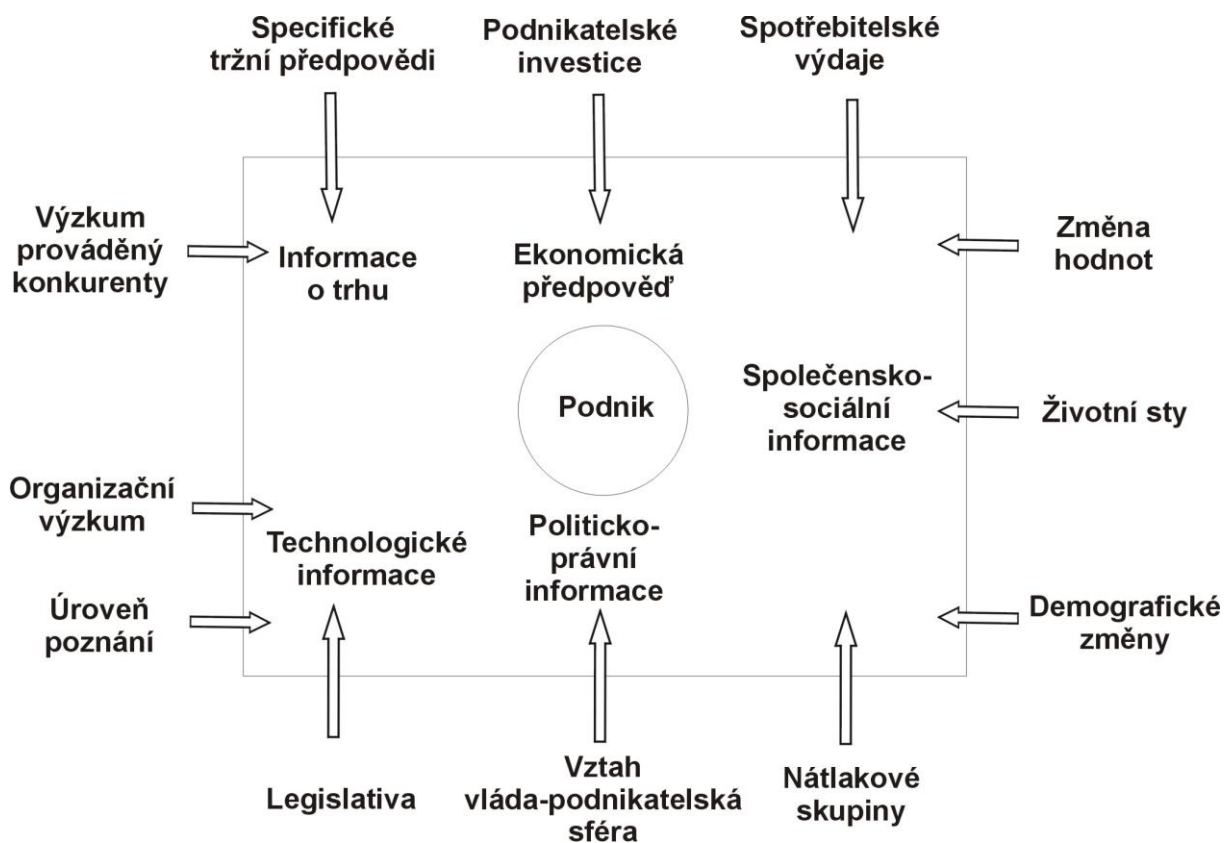 Specifické
tržní předpovědi
Podnikatelské
investice
Spotřebitelské
výdaje
Výzkum
prováděný
konkurenty
Informace
o trhu
Ekonomická
předpověď
Změna
hodnot
Podnik
Společensko-
sociální
informace
Životní sty
Organizační
výzkum
Technologické
informace
Politicko-
právní
informace
Úroveň
poznání
Demografické
změny
Legislativa
Vztah
vláda-podnikatelská
sféra
Nátlakové
skupiny